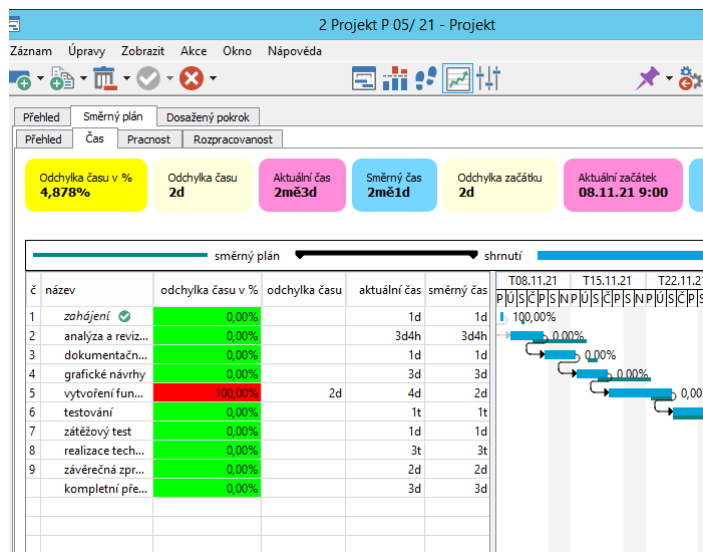 2 Projekt P 05/ 21 - Projekt
Záznam Úpravy Zobrazit Akce Okno Nápověda
Přehled Směrný plán Dosažený pokrok
Přehled Čas Pracnost Rozpracovanost
Odchylka času v % Odchylka času Aktuální čas Směrný čas Odchylka začátku Aktuální začátek
4,878% 2d 2mě3d 2mě1d 2d 08.11.21 9:00
směrný plán shrnutí
č název odchylka času v % odchylka času aktuální čas směrný čas
T08.11.21 T15.11.21 T22.11.21
P Ú S Č P S N P Ú S Č P S N P Ú S Č P S
1 zahájení 0,00% 1d 1d 100,00%
2 analýza a reviz... 0,00% 3d4h 3d4h 0,00%
3 dokumentačn... 0,00% 1d 1d 0,00%
4 grafické návrhy 0,00% 3d 3d 0,00%
5 vytvoření fun... 100,00% 2d 4d 2d 0,00
6 testování 0,00% 1t 1t
7 zátěžový test 0,00% 1d 1d
8 realizace tech... 0,00% 3t 3t
9 závěrečná zpr... 0,00% 2d 2d
kompletní pře... 0,00% 3d 3d